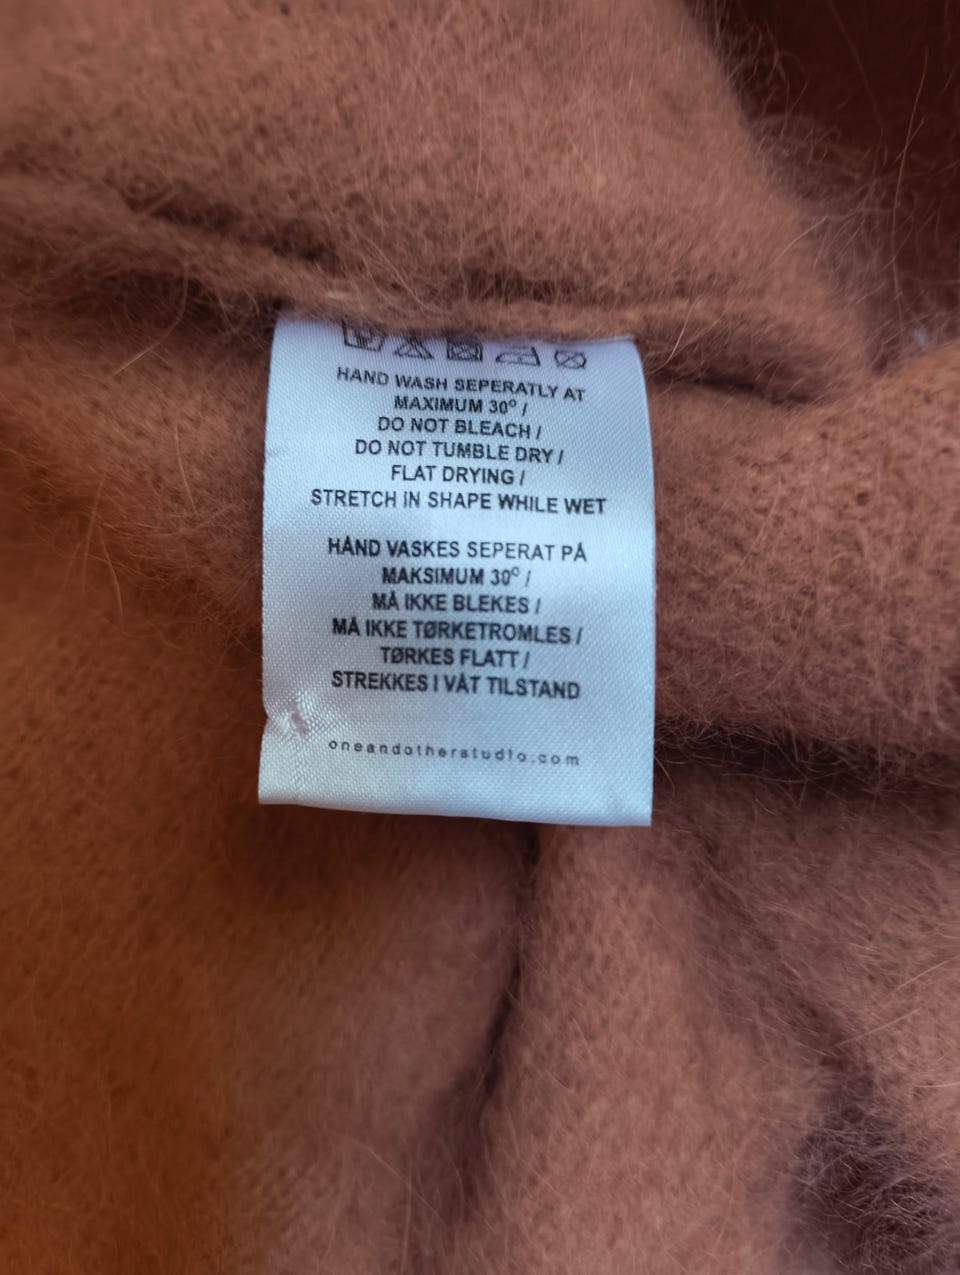 HAND WASH SEPERATLY AT
MAXIMUM 30° /
DO NOT BLEACH /
DO NOT TUMBLE DRY /
FLAT DRYING /
STRETCH IN SHAPE WHILE WET
HÅND VASKES SEPERAT PÅ
MAKSIMUM 30° /
MÅ IKKE BLEKES /
MÅ IKKE TØRKETROMLES /
TØRKES FLATT /
STREKKES I VÅT TILSTAND
oneandotherstudio.com